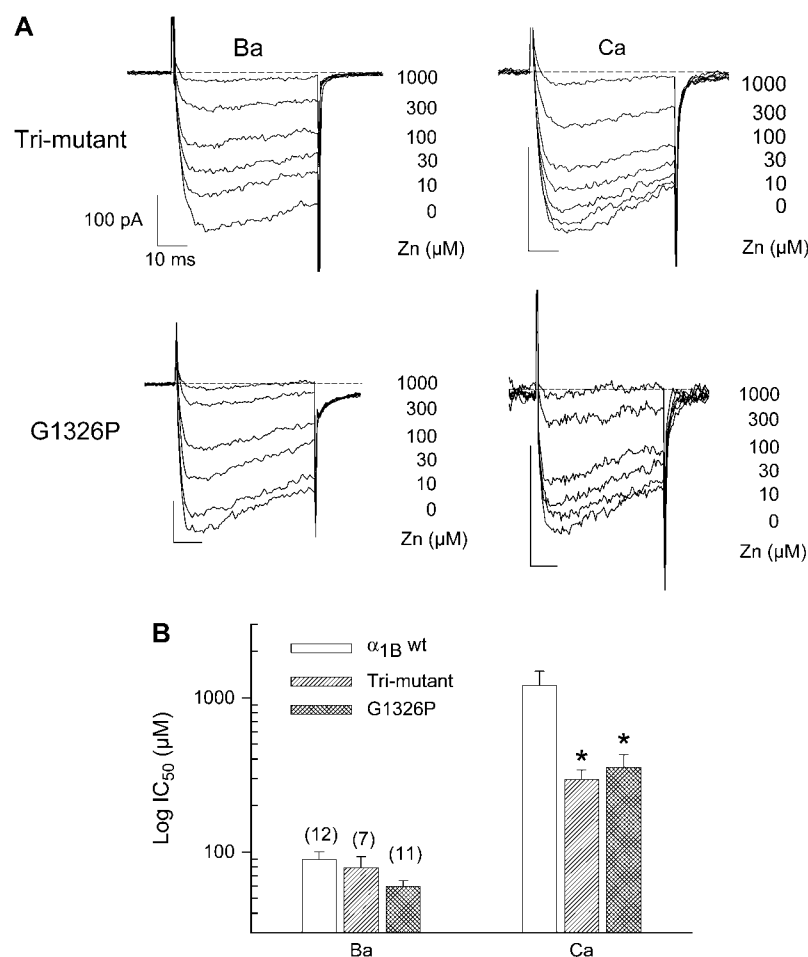 A
Ba
Ca
Tri-mutant
1000
300
100
30
10
0
Zn (µM)
100 pA
10 ms
1000
300
100
30
10
0
Zn (µM)
G1326P
1000
300
100
30
10
0
Zn (µM)
1000
300
100
30
10
0
Zn (µM)
B
α1B wt
Tri-mutant
G1326P
Log IC50 (µM)
1000
100
(12)
(7)
(11)
*
*
Ba
Ca